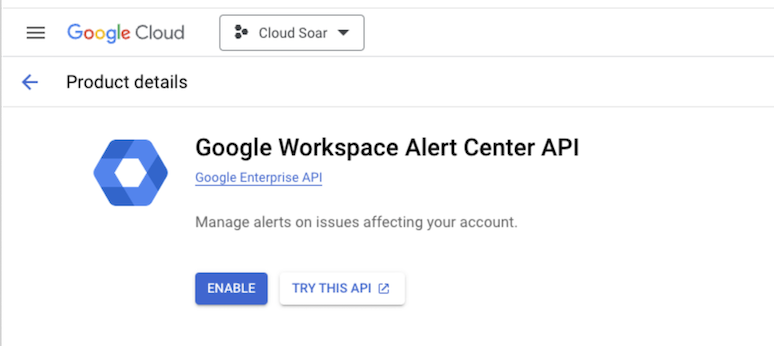 Google Cloud
Cloud Soar
Product details
Google Workspace Alert Center API
Google Enterprise API
Manage alerts on issues affecting your account.
ENABLE
TRY THIS API